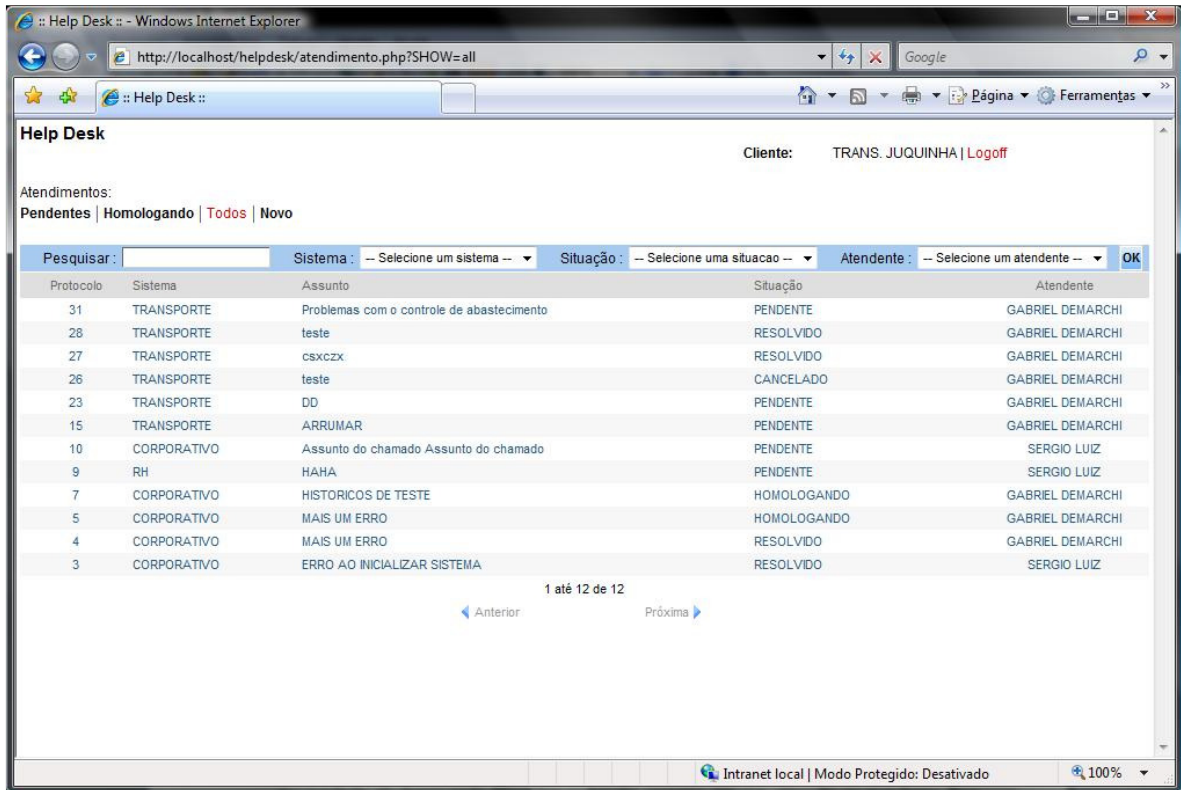 :: Help Desk :: - Windows Internet Explorer
http://localhost/helpdesk/atendimento.php?SHOW=all Google
:: Help Desk :: Página Ferramentas
Help Desk
Cliente: TRANS. JUQUINHA | Logoff
Atendimentos:
Pendentes | Homologando | Todos | Novo
Pesquisar : Sistema : -- Selecione um sistema -- Situação : -- Selecione uma situacao -- Atendente : -- Selecione um atendente -- OK
Protocolo Sistema Assunto Situação Atendente
31 TRANSPORTE Problemas com o controle de abastecimento PENDENTE GABRIEL DEMARCHI
28 TRANSPORTE teste RESOLVIDO GABRIEL DEMARCHI
27 TRANSPORTE csxczx RESOLVIDO GABRIEL DEMARCHI
26 TRANSPORTE teste CANCELADO GABRIEL DEMARCHI
23 TRANSPORTE DD PENDENTE GABRIEL DEMARCHI
15 TRANSPORTE ARRUMAR PENDENTE GABRIEL DEMARCHI
10 CORPORATIVO Assunto do chamado Assunto do chamado PENDENTE SERGIO LUIZ
9 RH HAHA PENDENTE SERGIO LUIZ
7 CORPORATIVO HISTORICOS DE TESTE HOMOLOGANDO GABRIEL DEMARCHI
5 CORPORATIVO MAIS UM ERRO HOMOLOGANDO GABRIEL DEMARCHI
4 CORPORATIVO MAIS UM ERRO RESOLVIDO GABRIEL DEMARCHI
3 CORPORATIVO ERRO AO INICIALIZAR SISTEMA RESOLVIDO SERGIO LUIZ
1 até 12 de 12
Anterior Próxima
Intranet local | Modo Protegido: Desativado 100%